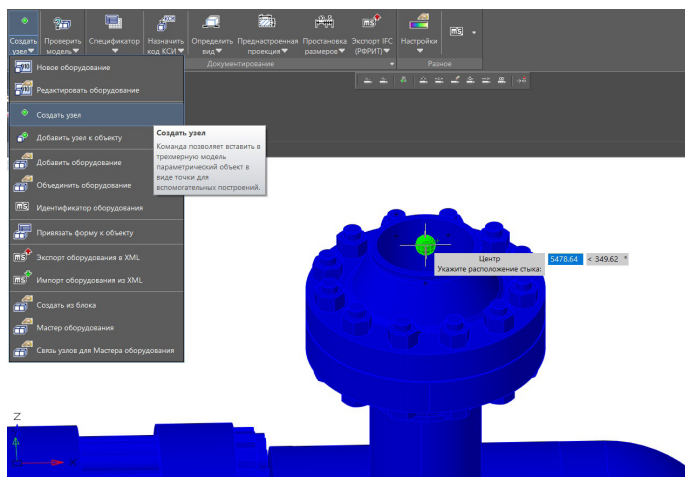 Создать узел Проверить модель Спецификатор Назначить код КСИ Определить вид Преднастроенная проекция Простановка размеров Экспорт IFC (РФРИТ) Настройки
Документирование Разное
Новое оборудование
Редактировать оборудование
Создать узел
Добавить узел к объекту
Добавить оборудование
Объединить оборудование
Идентификатор оборудования
Привязать форму к объекту
Экспорт оборудования в XML
Импорт оборудования из XML
Создать из блока
Мастер оборудования
Связь узлов для Мастера оборудования
Создать узел
Команда позволяет вставить в
трехмерную модель
параметрический объект в
виде точки для
вспомогательных построений.
Центр
Укажите расположение стыка:
5478.64 < 349.62 °
Z